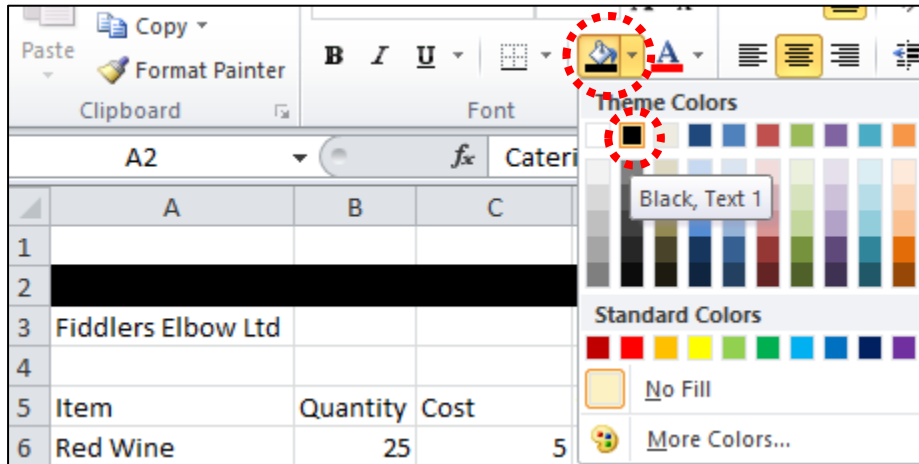 Copy
Paste
Format Painter
B I U A
Clipboard
Font
Theme Colors
A2
fx
Cateri
Black, Text 1
A B C
1
2
3 Fiddlers Elbow Ltd
4
5 Item Quantity Cost
6 Red Wine 25 5
Standard Colors
No Fill
More Colors...